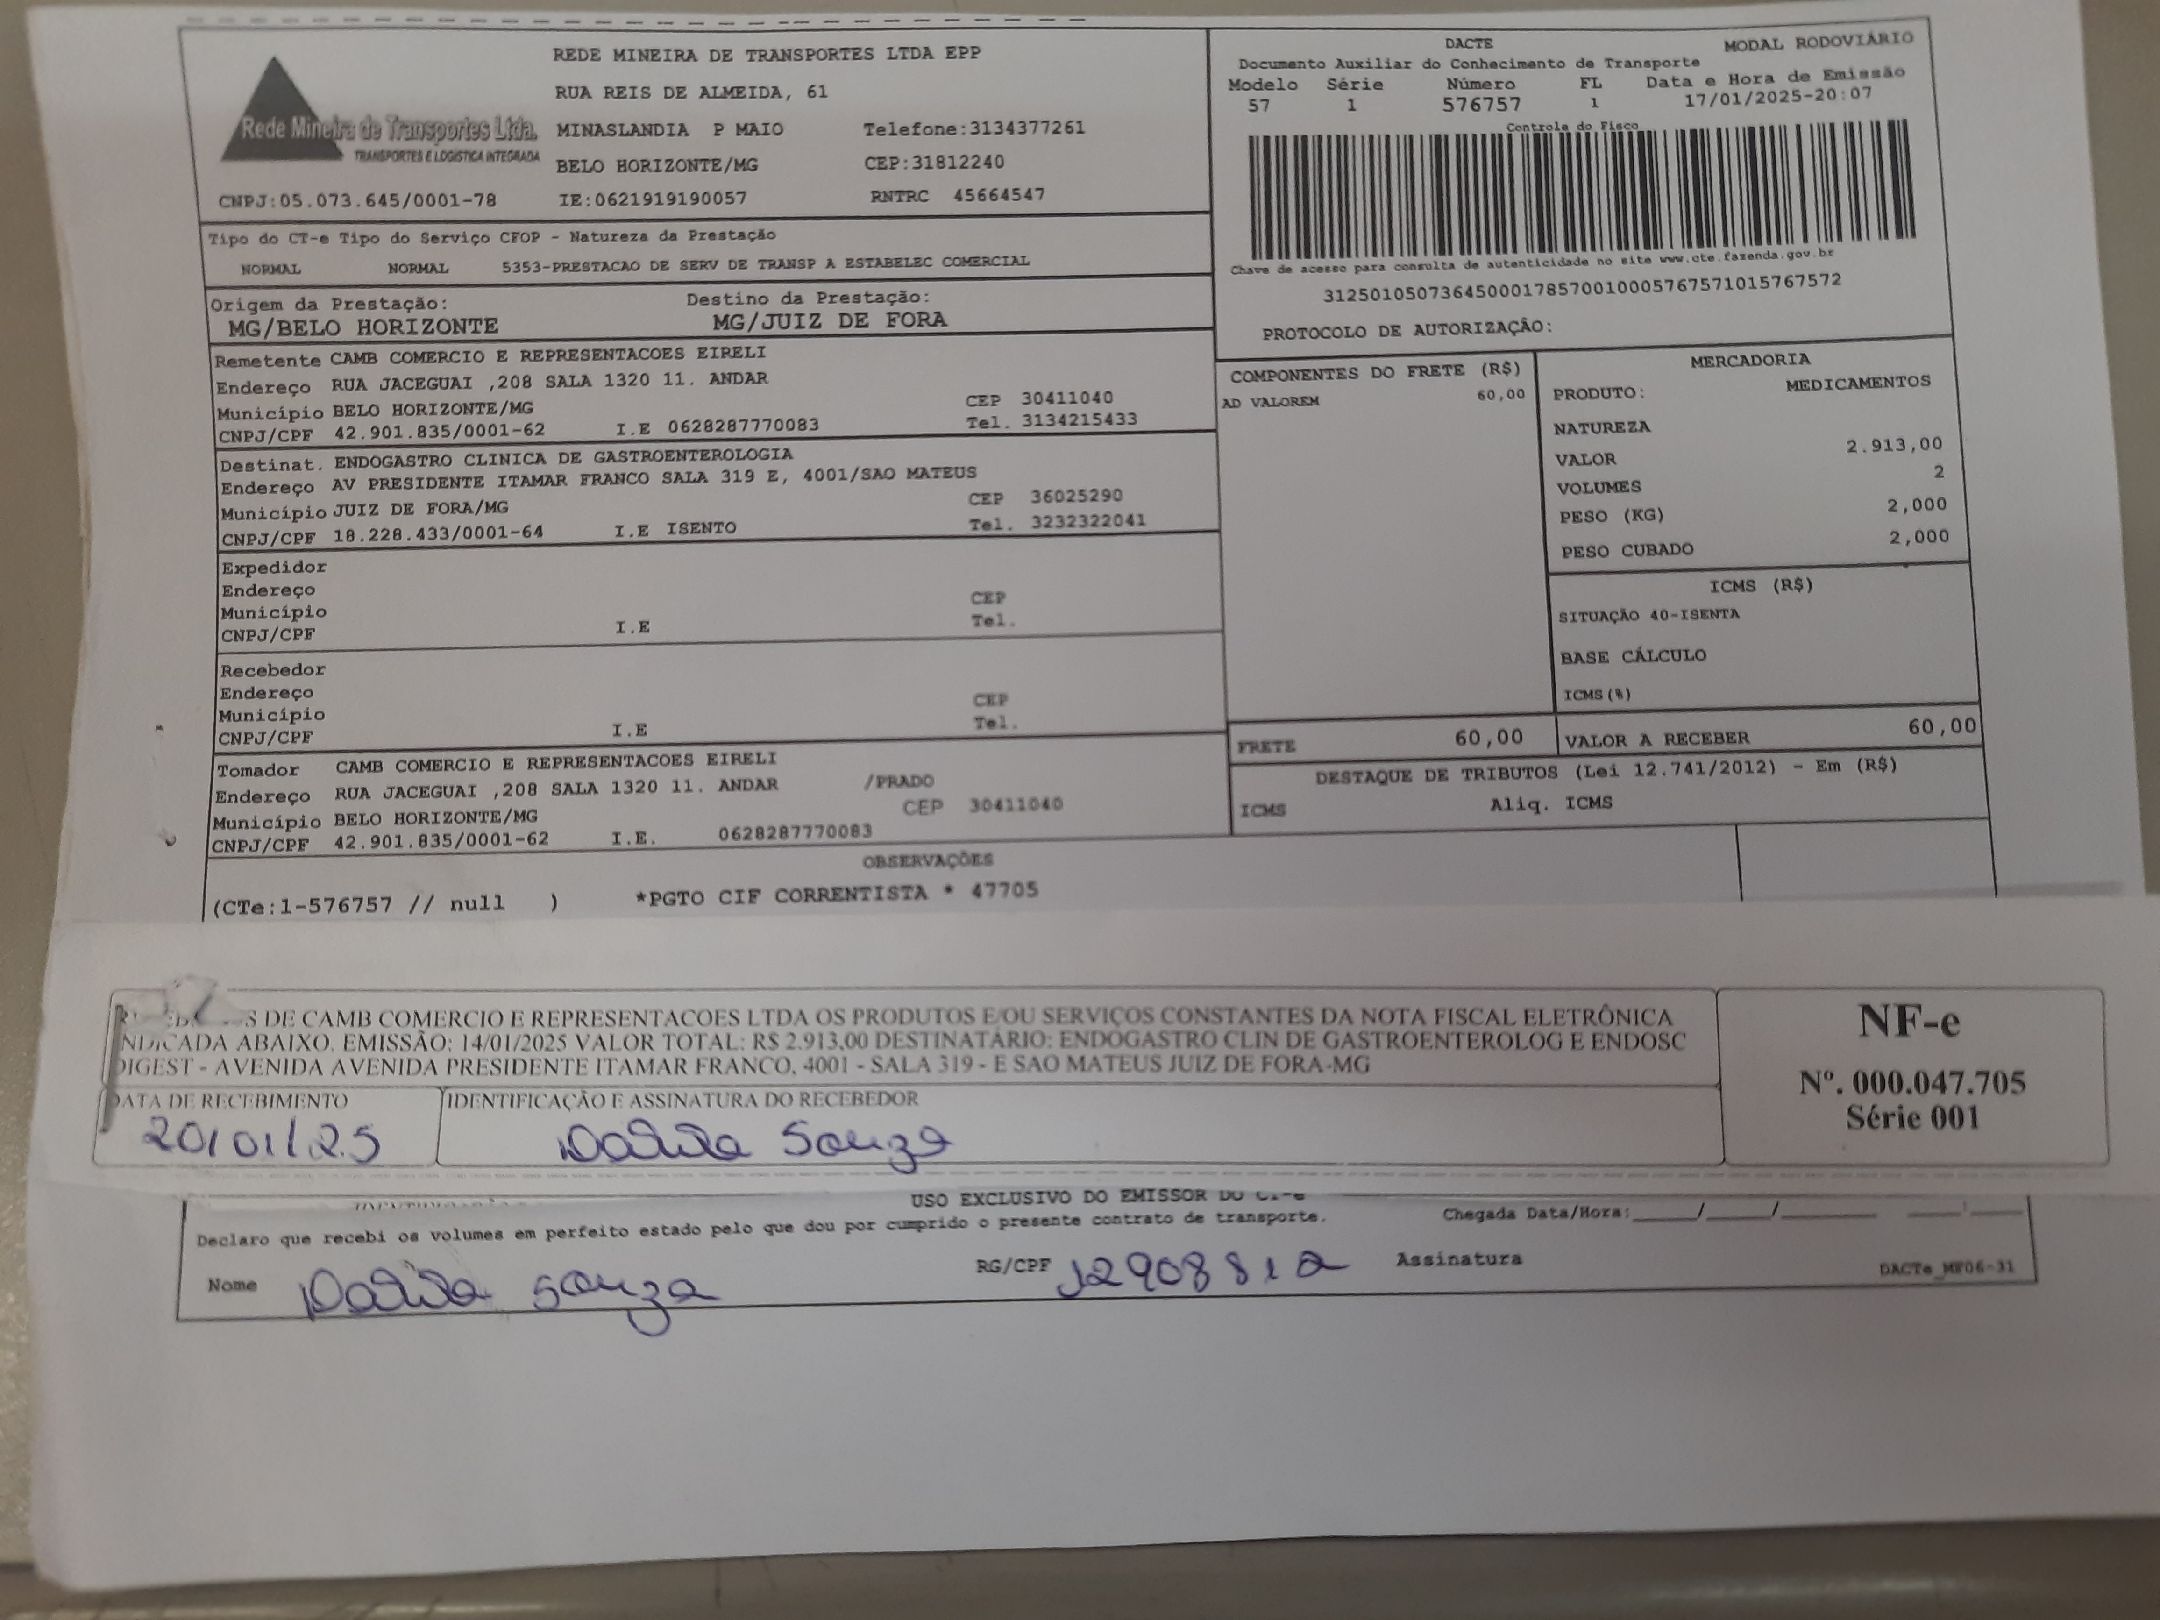 REDE MINEIRA DE TRANSPORTES LTDA EPP
RUA REIS DE ALMEIDA, 61
Rede Mineira de Transportes Ltda.
TRANSPORTES E LOGISTICA INTEGRADA
MINASLANDIA P MAIO Telefone:3134377261
BELO HORIZONTE/MG CEP:31812240
CNPJ:05.073.645/0001-78 IE:0621919190057 RNTRC 45664547
DACTE MODAL RODOVIÁRIO
Documento Auxiliar do Conhecimento de Transporte
Modelo Série Número FL Data e Hora de Emissão
57 1 576757 1 17/01/2025-20:07
Controle do Fisco
Chave de acesso para consulta de autenticidade no site www.cte.fazenda.gov.br
31250105073645000178570010005767571015767572
PROTOCOLO DE AUTORIZAÇÃO:
Tipo do CT-e Tipo do Serviço CFOP - Natureza da Prestação
NORMAL NORMAL 5353-PRESTACAO DE SERV DE TRANSP A ESTABELEC COMERCIAL
Origem da Prestação: Destino da Prestação:
MG/BELO HORIZONTE MG/JUIZ DE FORA
Remetente CAMB COMERCIO E REPRESENTACOES EIRELI
Endereço RUA JACEGUAI ,208 SALA 1320 11. ANDAR
Município BELO HORIZONTE/MG CEP 30411040
CNPJ/CPF 42.901.835/0001-62 I.E 0628287770083 Tel. 3134215433
Destinat. ENDOGASTRO CLINICA DE GASTROENTEROLOGIA
Endereço AV PRESIDENTE ITAMAR FRANCO SALA 319 E, 4001/SAO MATEUS
Município JUIZ DE FORA/MG CEP 36025290
CNPJ/CPF 18.228.433/0001-64 I.E ISENTO Tel. 3232322041
Expedidor
Endereço
Município CEP
CNPJ/CPF I.E Tel.
Recebedor
Endereço
Município CEP
CNPJ/CPF I.E Tel.
Tomador CAMB COMERCIO E REPRESENTACOES EIRELI
Endereço RUA JACEGUAI ,208 SALA 1320 11. ANDAR /PRADO
Município BELO HORIZONTE/MG CEP 30411040
CNPJ/CPF 42.901.835/0001-62 I.E. 0628287770083
COMPONENTES DO FRETE (R$)
AD VALOREM 60,00
MERCADORIA
PRODUTO: MEDICAMENTOS
NATUREZA
VALOR 2.913,00
VOLUMES 2
PESO (KG) 2,000
PESO CUBADO 2,000
ICMS (R$)
SITUAÇÃO 40-ISENTA
BASE CÁLCULO
ICMS(%)
FRETE 60,00 VALOR A RECEBER 60,00
DESTAQUE DE TRIBUTOS (Lei 12.741/2012) - Em (R$)
ICMS Aliq. ICMS
OBSERVAÇÕES
(CTe:1-576757 // null ) *PGTO CIF CORRENTISTA * 47705
S DE CAMB COMERCIO E REPRESENTACOES LTDA OS PRODUTOS E/OU SERVIÇOS CONSTANTES DA NOTA FISCAL ELETRÔNICA
NDICADA ABAIXO. EMISSÃO: 14/01/2025 VALOR TOTAL: R$ 2.913,00 DESTINATÁRIO: ENDOGASTRO CLIN DE GASTROENTEROLOG E ENDOSC
DIGEST - AVENIDA AVENIDA PRESIDENTE ITAMAR FRANCO, 4001 - SALA 319 - E SAO MATEUS JUIZ DE FORA-MG
DATA DE RECEBIMENTO IDENTIFICAÇÃO E ASSINATURA DO RECEBEDOR
20/01/25 Souza
NF-e
Nº. 000.047.705
Série 001
USO EXCLUSIVO DO EMISSOR DO CT-e
Declaro que recebi os volumes em perfeito estado pelo que dou por cumprido o presente contrato de transporte. Chegada Data/Hora:____/____/____
Nome Souza RG/CPF 12908812 Assinatura DACTe_MF06-31